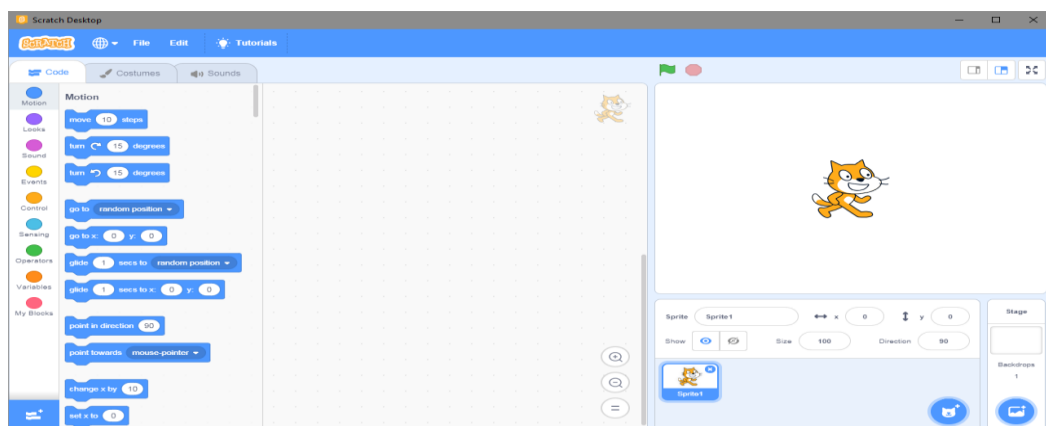 Scratch Desktop
SCRATCH File Edit Tutorials
Code Costumes Sounds
Motion
Looks
Sound
Events
Control
Sensing
Operators
Variables
My Blocks
Motion
move 10 steps
turn 15 degrees
turn 15 degrees
go to random position
go to x: 0 y: 0
glide 1 secs to random position
glide 1 secs to x: 0 y: 0
point in direction 90
point towards mouse-pointer
change x by 10
set x to 0
Sprite Sprite1 x 0 y 0
Show Size 100 Direction 90
Sprite1
Stage
Backdrops
1